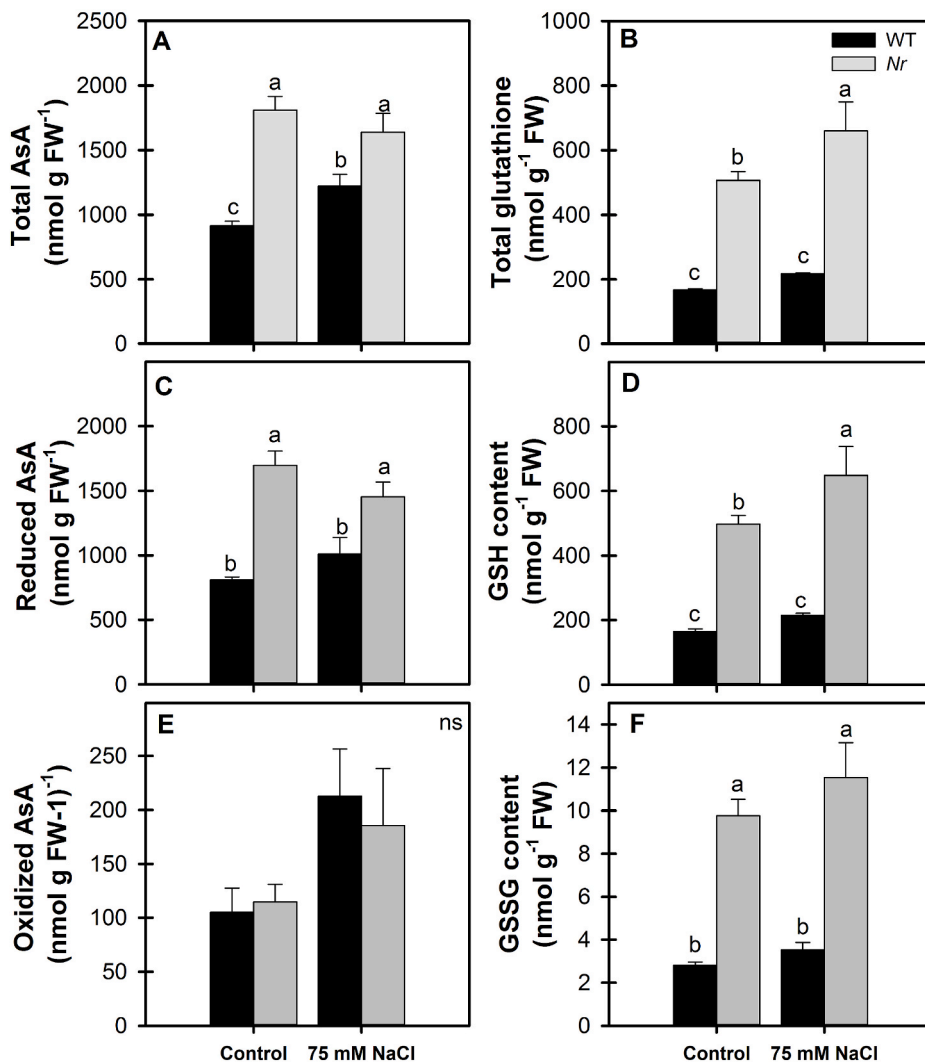 A
Total AsA
(nmol g FW⁻¹)
2500
2000
1500
1000
500
0
c
a
b
a
B
WT
Nr
Total glutathione
(nmol g⁻¹ FW)
1000
800
600
400
200
0
c
b
c
a
C
Reduced AsA
(nmol g FW⁻¹)
2000
1500
1000
500
0
b
a
b
a
D
GSH content
(nmol g⁻¹ FW)
800
600
400
200
0
c
b
c
a
E
ns
Oxidized AsA
(nmol g FW-1)⁻¹
250
200
150
100
50
0
Control
75 mM NaCl
F
GSSG content
(nmol g⁻¹ FW)
14
12
10
8
6
4
2
0
b
a
b
a
Control
75 mM NaCl